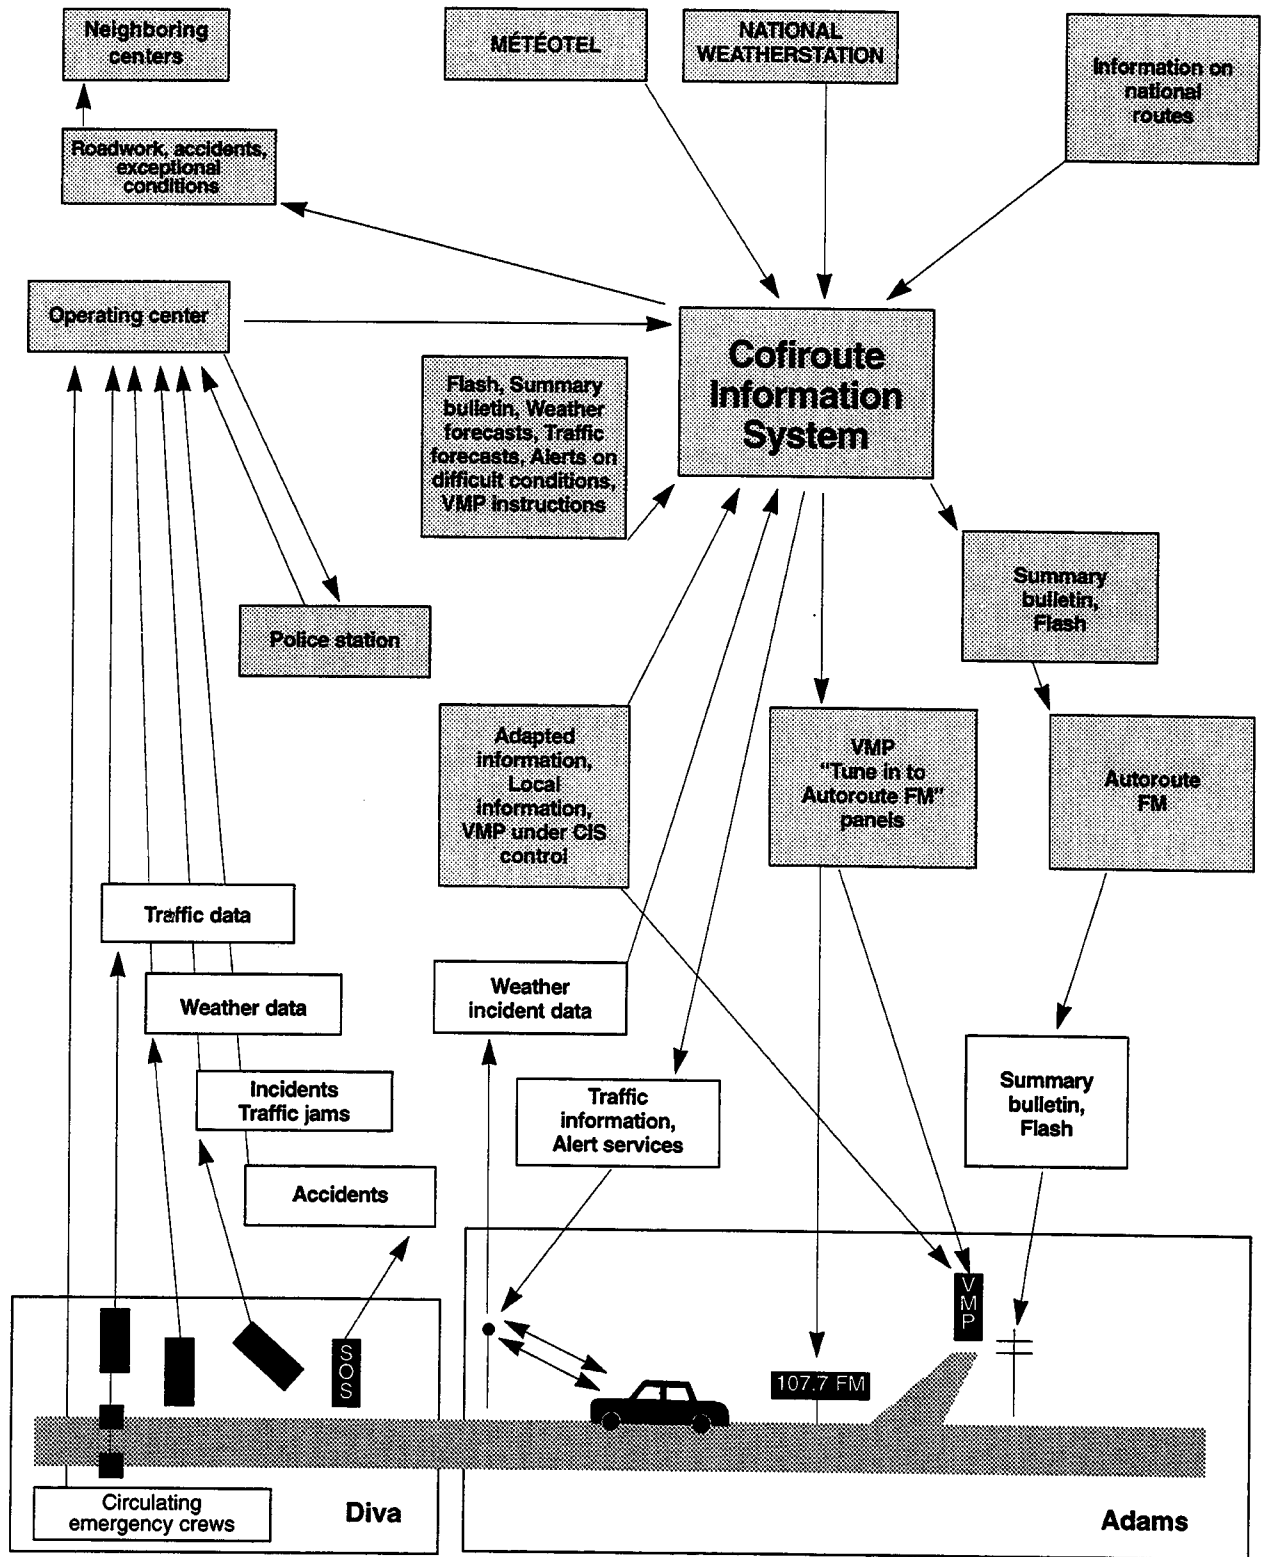 Neighboring
centers
MÉTÉOTEL
NATIONAL
WEATHERSTATION
Information on
national
routes
Roadwork, accidents,
exceptional
conditions
Operating center
Cofiroute
Information
System
Flash, Summary
bulletin, Weather
forecasts, Traffic
forecasts, Alerts on
difficult conditions,
VMP instructions
Summary
bulletin,
Flash
Police station
Adapted
information,
Local
information,
VMP under CIS
control
VMP
"Tune in to
Autoroute FM"
panels
Autoroute
FM
Traffic data
Weather data
Weather
incident data
Incidents
Traffic jams
Traffic
information,
Alert services
Summary
bulletin,
Flash
Accidents
VMP
SOS
107.7 FM
Circulating
emergency crews
Diva
Adams